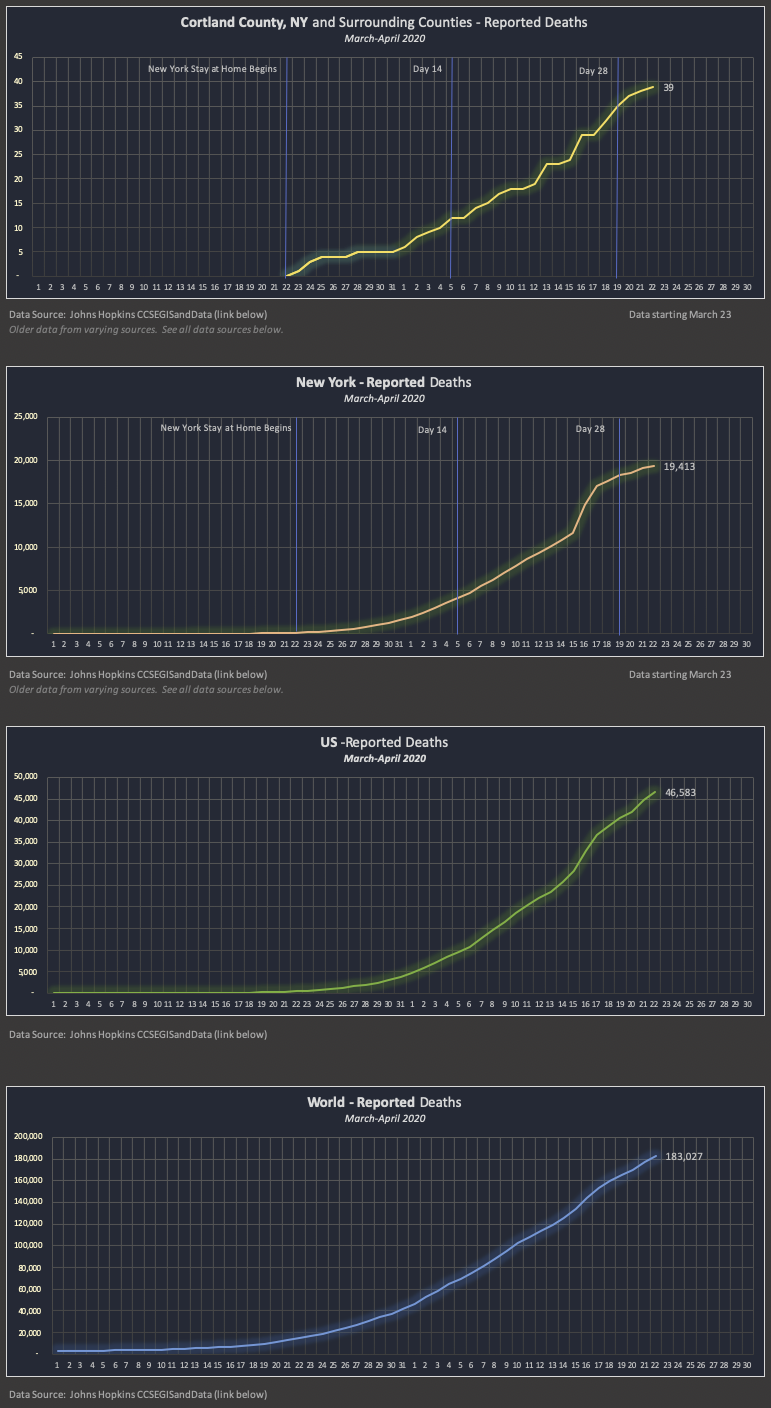 Cortland County, NY and Surrounding Counties - Reported Deaths
March-April 2020
45
New York Stay at Home Begins Day 14 Day 28
40
39
35
30
25
20
15
10
5
-
1 2 3 4 5 6 7 8 9 10 11 12 13 14 15 16 17 18 19 20 21 22 23 24 25 26 27 28 29 30 31 1 2 3 4 5 6 7 8 9 10 11 12 13 14 15 16 17 18 19 20 21 22 23 24 25 26 27 28 29 30
Data Source: Johns Hopkins CCSEGISandData (link below) Data starting March 23
Older data from varying sources. See all data sources below.
New York - Reported Deaths
March-April 2020
25,000
New York Stay at Home Begins Day 14 Day 28
20,000
19,413
15,000
10,000
5,000
-
1 2 3 4 5 6 7 8 9 10 11 12 13 14 15 16 17 18 19 20 21 22 23 24 25 26 27 28 29 30 31 1 2 3 4 5 6 7 8 9 10 11 12 13 14 15 16 17 18 19 20 21 22 23 24 25 26 27 28 29 30
Data Source: Johns Hopkins CCSEGISandData (link below) Data starting March 23
Older data from varying sources. See all data sources below.
US -Reported Deaths
March-April 2020
50,000
46,583
45,000
40,000
35,000
30,000
25,000
20,000
15,000
10,000
5,000
-
1 2 3 4 5 6 7 8 9 10 11 12 13 14 15 16 17 18 19 20 21 22 23 24 25 26 27 28 29 30 31 1 2 3 4 5 6 7 8 9 10 11 12 13 14 15 16 17 18 19 20 21 22 23 24 25 26 27 28 29 30
Data Source: Johns Hopkins CCSEGISandData (link below)
World - Reported Deaths
March-April 2020
200,000
183,027
180,000
160,000
140,000
120,000
100,000
80,000
60,000
40,000
20,000
-
1 2 3 4 5 6 7 8 9 10 11 12 13 14 15 16 17 18 19 20 21 22 23 24 25 26 27 28 29 30 31 1 2 3 4 5 6 7 8 9 10 11 12 13 14 15 16 17 18 19 20 21 22 23 24 25 26 27 28 29 30
Data Source: Johns Hopkins CCSEGISandData (link below)